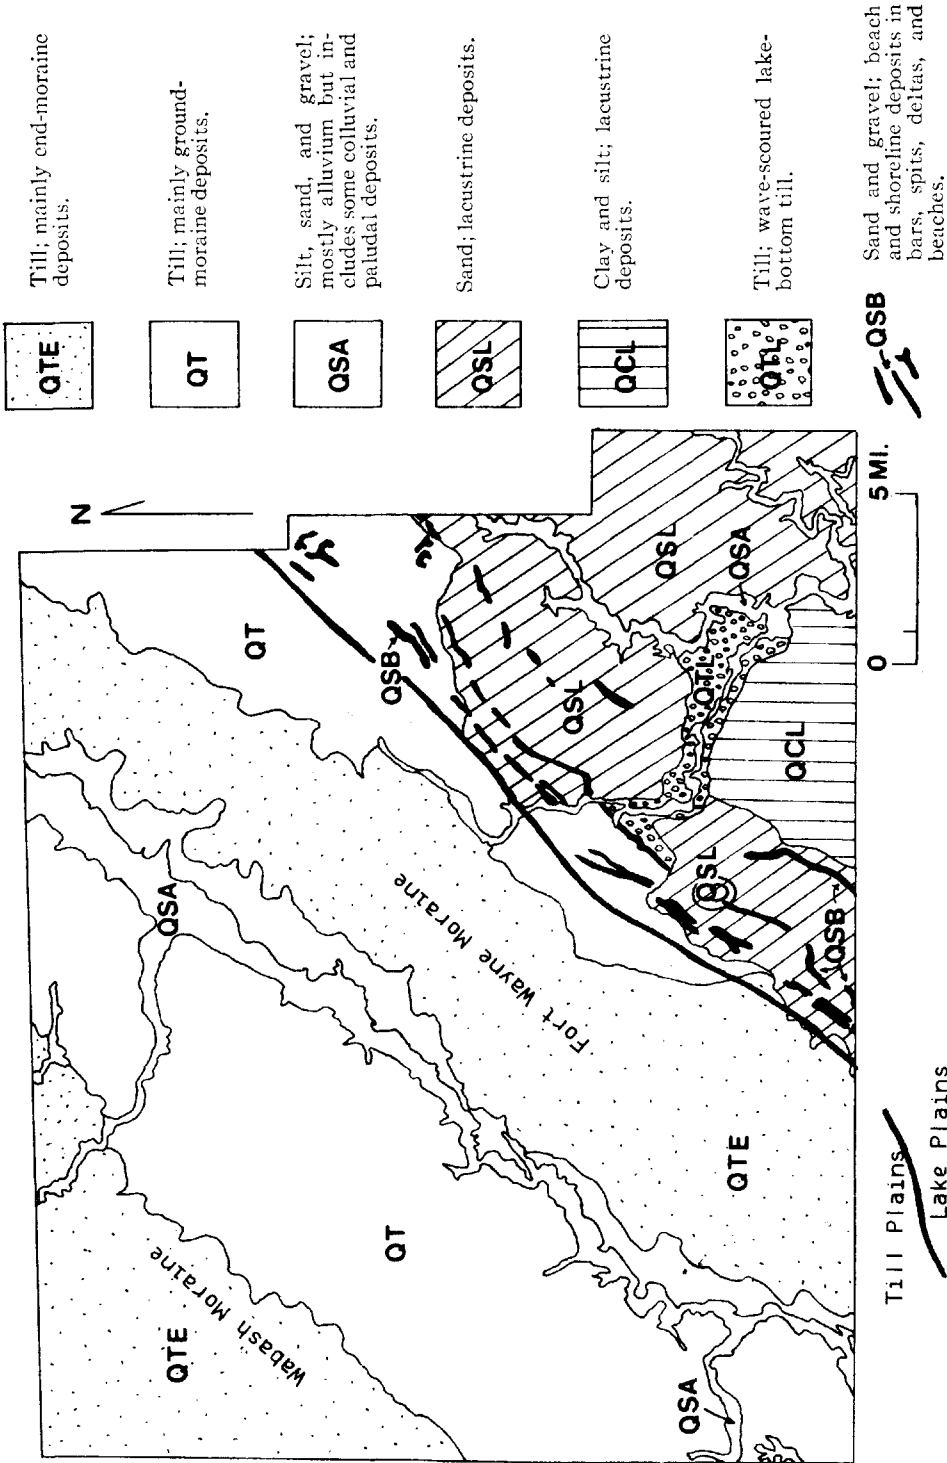 QTE
Till; mainly end-moraine
deposits.
QT
Till; mainly ground-
moraine deposits.
QSA
Silt, sand, and gravel;
mostly alluvium but in-
cludes some colluvial and
paludal deposits.
QSL
Sand; lacustrine deposits.
QCL
Clay and silt; lacustrine
deposits.
QTL
Till; wave-scoured lake-
bottom till.
QSB
Sand and gravel; beach
and shoreline deposits in
bars, spits, deltas, and
beaches.
N
QTE
Wabash Moraine
QT
QSA
QSA
QTE
Fort Wayne Moraine
QT
QSB
QSL
QSL
QSA
QTL
QCL
QSL
QSB
0
5 MI.
Till Plains
Lake Plains